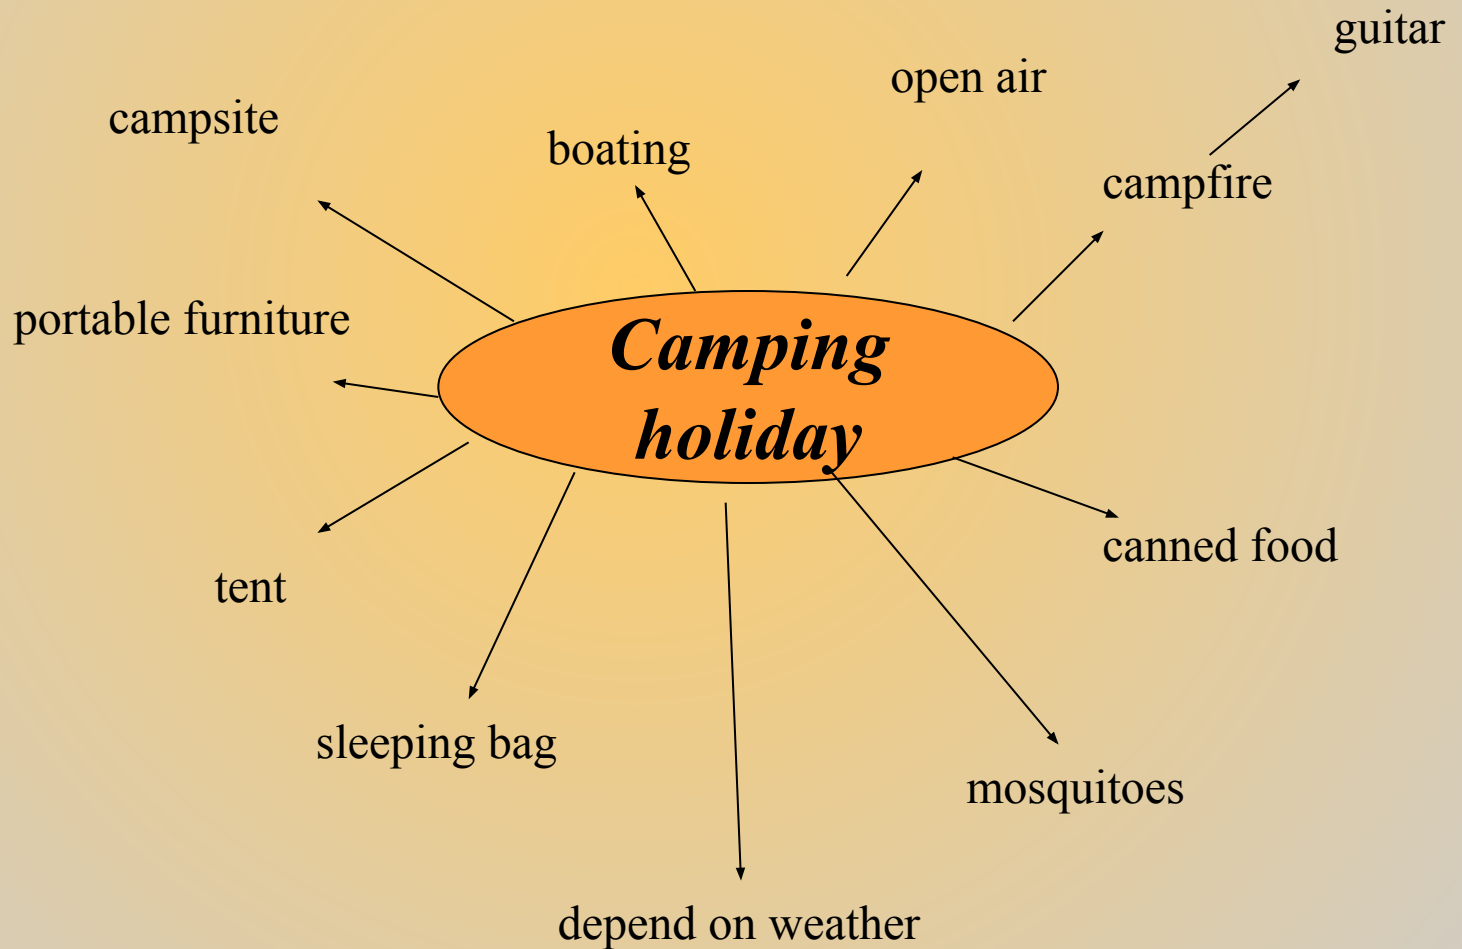 guitar
open air
campsite
boating
campfire
portable furniture
Camping
holiday
canned food
tent
sleeping bag
mosquitoes
depend on weather